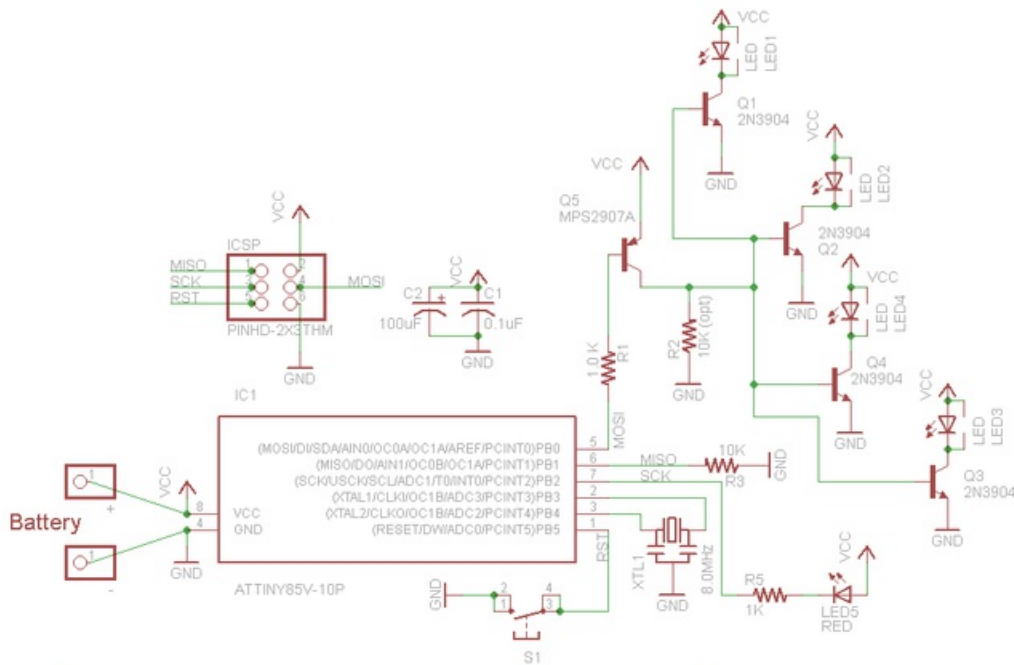 VCC
LED
LED1
Q1
2N3904
GND
VCC
LED
LED2
2N3904
Q2
GND
VCC
Q5
MPS2907A
VCC
LED
LED4
Q4
2N3904
GND
VCC
LED
LED3
Q3
2N3904
GND
R2
10K (opt)
GND
1.0 K
R1
MOSI
VCC
ICSP
MISO
SCK
RST
1
2
3
4
5
6
MOSI
PINHD-2X3THM
GND
VCC
C2
+
C1
100uF
0.1uF
GND
IC1
(MOSI/DI/SDA/AIN0/OC0A/OC1A/AREF/PCINT0)PB0
5
(MISO/DO/AIN1/OC0B/OC1A/PCINT1)PB1
6
(SCK/USCK/SCL/ADC1/T0/INT0/PCINT2)PB2
7
(XTAL1/CLKI/OC1B/ADC3/PCINT3)PB3
2
(XTAL2/CLKO/OC1B/ADC2/PCINT4)PB4
3
(RESET/DW/ADC0/PCINT5)PB5
1
8
VCC
4
GND
ATTINY85V-10P
VCC
1
+
Battery
1
-
GND
MISO
SCK
10K
R3
GND
RST
XTL1
8.0MHz
GND
GND
2
1
4
3
S1
R5
1K
LED5
RED
VCC